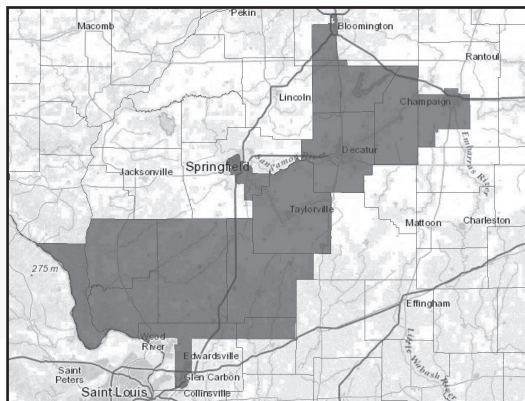 Pekin
Macomb
Bloomington
Rantoul
Lincoln
Champaign
Embarras River
Decatur
Springfield
Sangamon River
Jacksonville
Taylorville
Charleston
Mattoon
275 m
Effingham
Wood
River
Edwardsville
Little Wabash River
Saint
Peters
Glen Carbon
Saint Louis
Collinsville